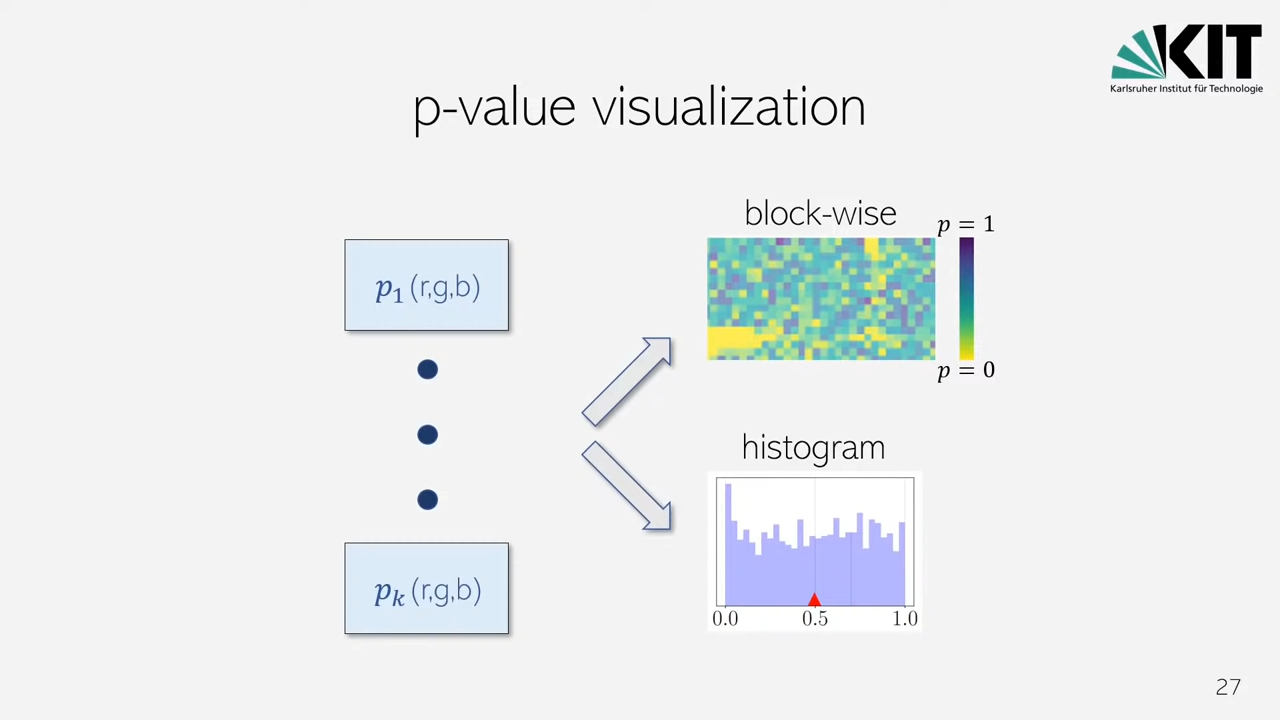 KIT
Karlsruher Institut für Technologie
p-value visualization
block-wise
p = 1
p₁ (r,g,b)
p = 0
histogram
pₖ (r,g,b)
0.0 0.5 1.0
27